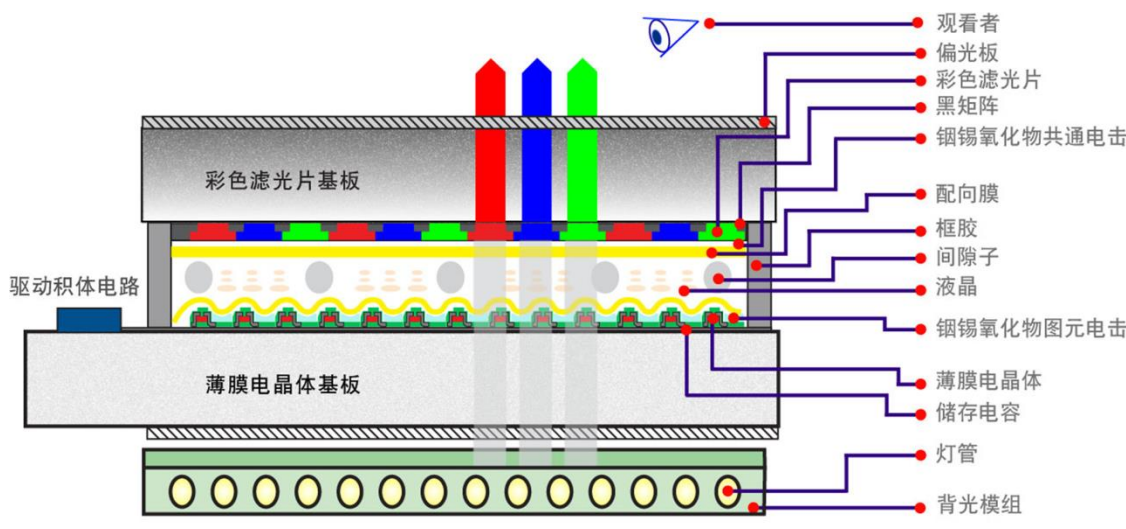 观看者
偏光板
彩色滤光片
黑矩阵
铟锡氧化物共通电击
彩色滤光片基板
配向膜
框胶
间隙子
液晶
驱动积体电路
铟锡氧化物图元电击
薄膜电晶体基板
薄膜电晶体
储存电容
灯管
背光模组